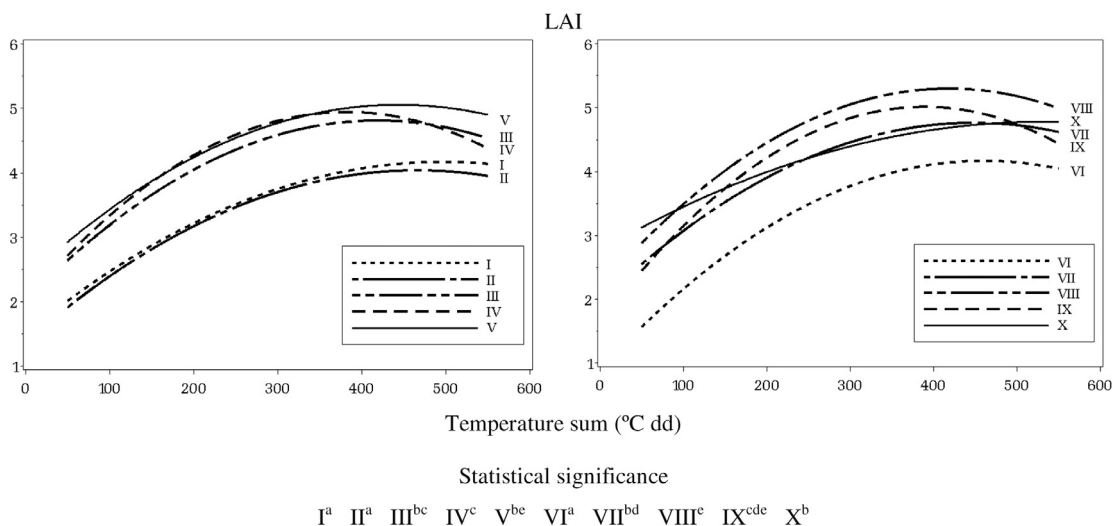 LAI
6
5
4
3
2
1
0 100 200 300 400 500 600
V
III
IV
I
II
I
II
III
IV
V
6
5
4
3
2
1
0 100 200 300 400 500 600
VIII
X
VII
IX
VI
VI
VII
VIII
IX
X
Temperature sum (ºC dd)
Statistical significance
I^a II^a III^bc IV^c V^be VI^a VII^bd VIII^e IX^cde X^b